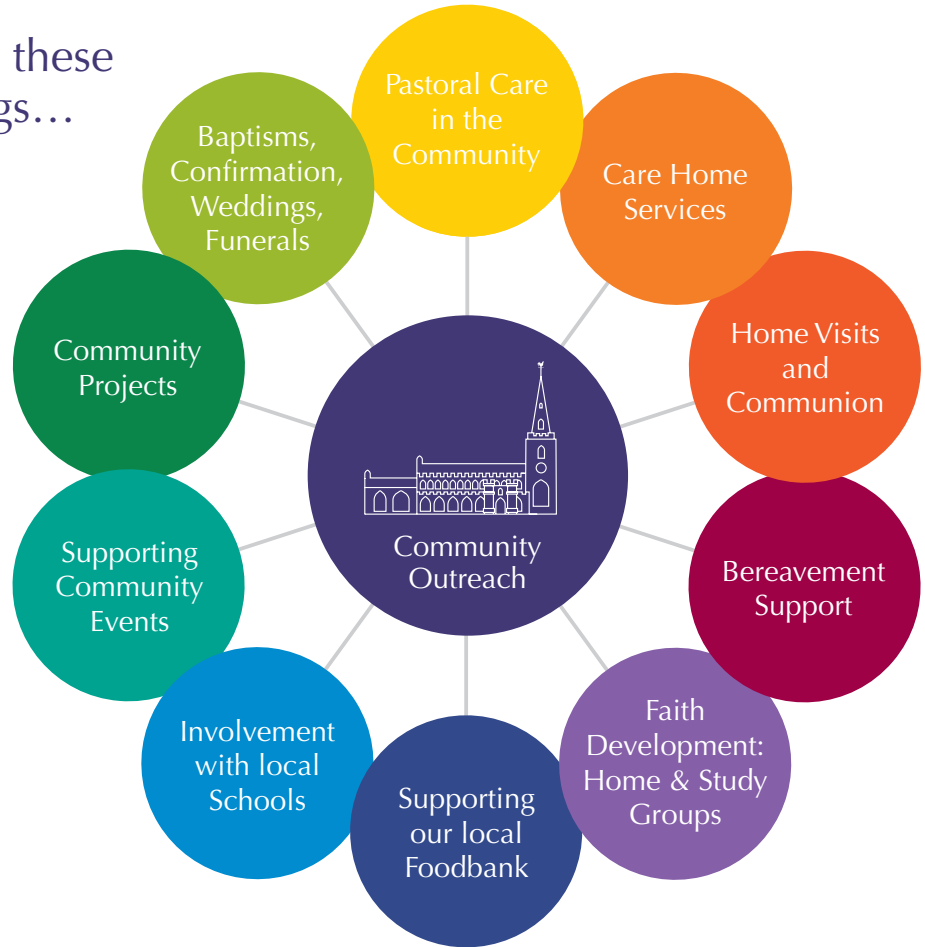 these
gs…
Pastoral Care
in the
Community
Care Home
Services
Home Visits
and
Communion
Bereavement
Support
Faith
Development:
Home & Study
Groups
Supporting
our local
Foodbank
Involvement
with local
Schools
Supporting
Community
Events
Community
Projects
Baptisms,
Confirmation,
Weddings,
Funerals
Community
Outreach